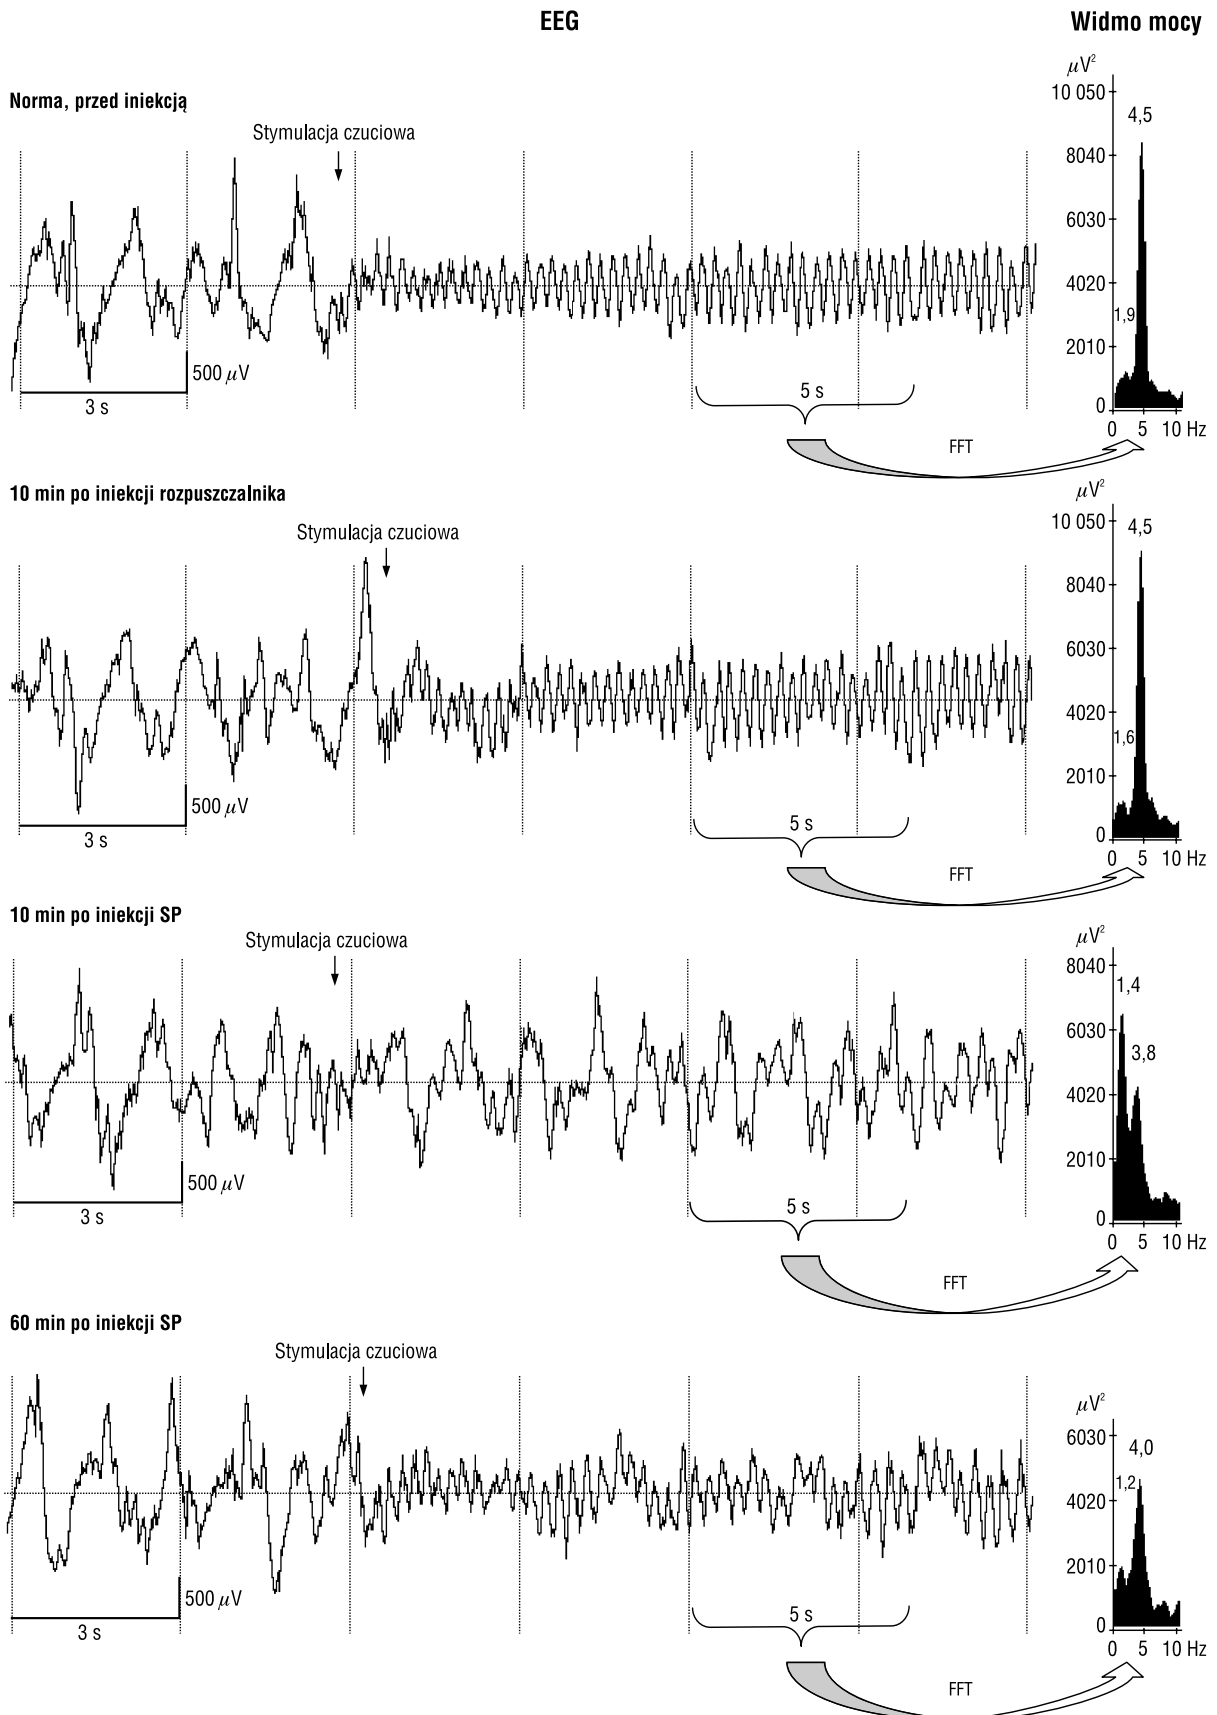 EEG
Widmo mocy
Norma, przed iniekcją
Stymulacja czuciowa
500 µV
3 s
5 s
FFT
µV²
10 050
8040
6030
4020
2010
0
4,5
1,9
0 5 10 Hz
10 min po iniekcji rozpuszczalnika
Stymulacja czuciowa
500 µV
3 s
5 s
FFT
µV²
10 050
8040
6030
4020
2010
0
4,5
1,6
0 5 10 Hz
10 min po iniekcji SP
Stymulacja czuciowa
500 µV
3 s
5 s
FFT
µV²
8040
6030
4020
2010
0
1,4
3,8
0 5 10 Hz
60 min po iniekcji SP
Stymulacja czuciowa
500 µV
3 s
5 s
FFT
µV²
6030
4020
2010
0
4,0
1,2
0 5 10 Hz